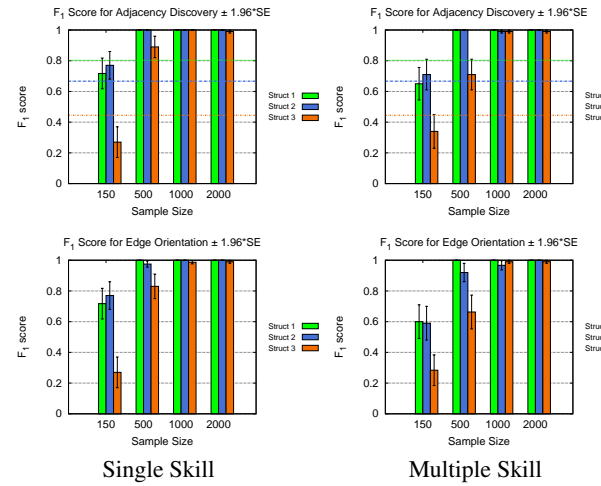 F1 Score for Adjacency Discovery ± 1.96*SE
F1 score
1
0.8
0.6
0.4
0.2
0
150 500 1000 2000
Sample Size
Struct 1
Struct 2
Struct 3
F1 Score for Adjacency Discovery ± 1.96*SE
F1 score
1
0.8
0.6
0.4
0.2
0
150 500 1000 2000
Sample Size
Struc
Struc
Struc
F1 Score for Edge Orientation ± 1.96*SE
F1 score
1
0.8
0.6
0.4
0.2
0
150 500 1000 2000
Sample Size
Struct 1
Struct 2
Struct 3
Single Skill
F1 Score for Edge Orientation ± 1.96*SE
F1 score
1
0.8
0.6
0.4
0.2
0
150 500 1000 2000
Sample Size
Struc
Struc
Struc
Multiple Skill